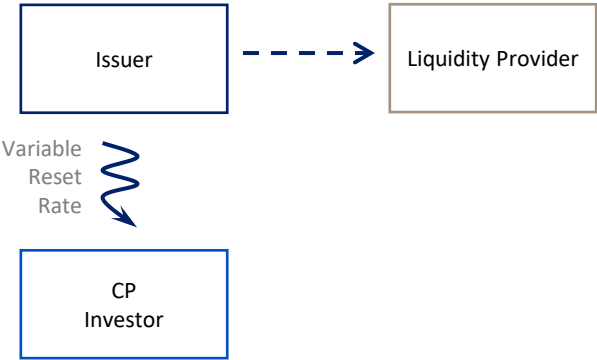 Issuer
Liquidity Provider
Variable
Reset
Rate
CP
Investor